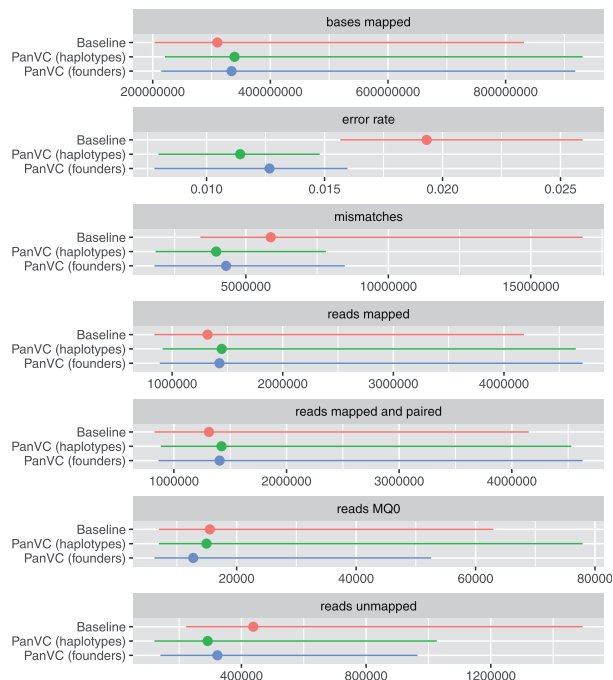 bases mapped
Baseline
PanVC (haplotypes)
PanVC (founders)
200000000 400000000 600000000 800000000
error rate
Baseline
PanVC (haplotypes)
PanVC (founders)
0.010 0.015 0.020 0.025
mismatches
Baseline
PanVC (haplotypes)
PanVC (founders)
5000000 10000000 15000000
reads mapped
Baseline
PanVC (haplotypes)
PanVC (founders)
1000000 2000000 3000000 4000000
reads mapped and paired
Baseline
PanVC (haplotypes)
PanVC (founders)
1000000 2000000 3000000 4000000
reads MQ0
Baseline
PanVC (haplotypes)
PanVC (founders)
20000 40000 60000 80000
reads unmapped
Baseline
PanVC (haplotypes)
PanVC (founders)
400000 800000 1200000